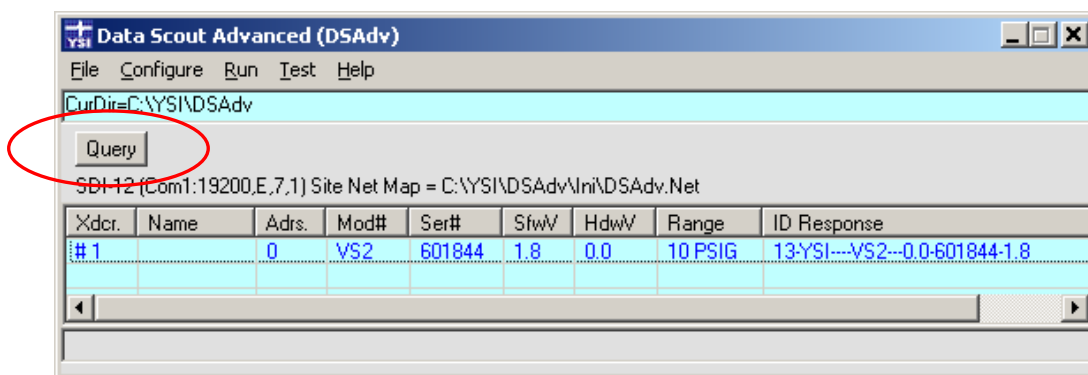 YSI Data Scout Advanced (DSAdv)
File Configure Run Test Help
CurDir=C:\YSI\DSAdv
Query
SDI-12 (Com1:19200,E,7,1) Site Net Map = C:\YSI\DSAdv\Ini\DSAdv.Net
Xdcr. Name Adrs. Mod# Ser# SfwV HdwV Range ID Response
# 1 0 VS2 601844 1.8 0.0 10 PSIG 13-YSI----VS2---0.0-601844-1.8